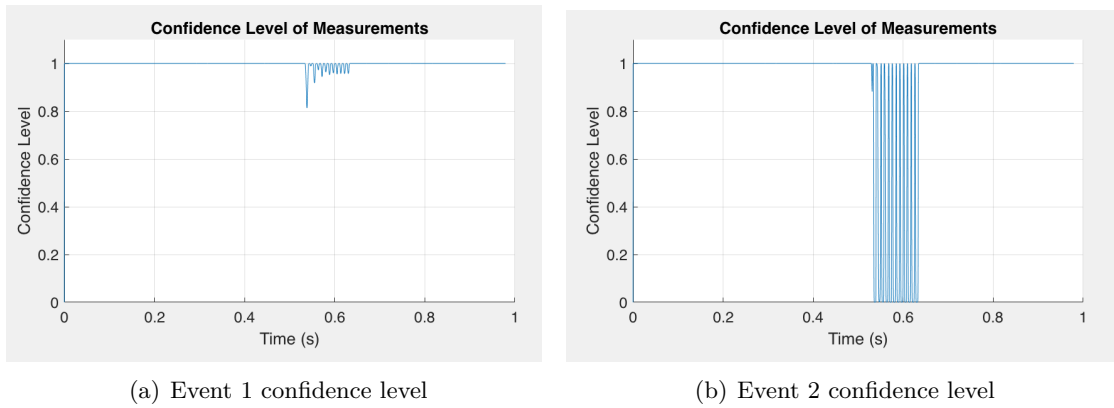 Confidence Level of Measurements
Confidence Level
1
0.8
0.6
0.4
0.2
0
0 0.2 0.4 0.6 0.8 1
Time (s)
(a) Event 1 confidence level
Confidence Level of Measurements
Confidence Level
1
0.8
0.6
0.4
0.2
0
0 0.2 0.4 0.6 0.8 1
Time (s)
(b) Event 2 confidence level